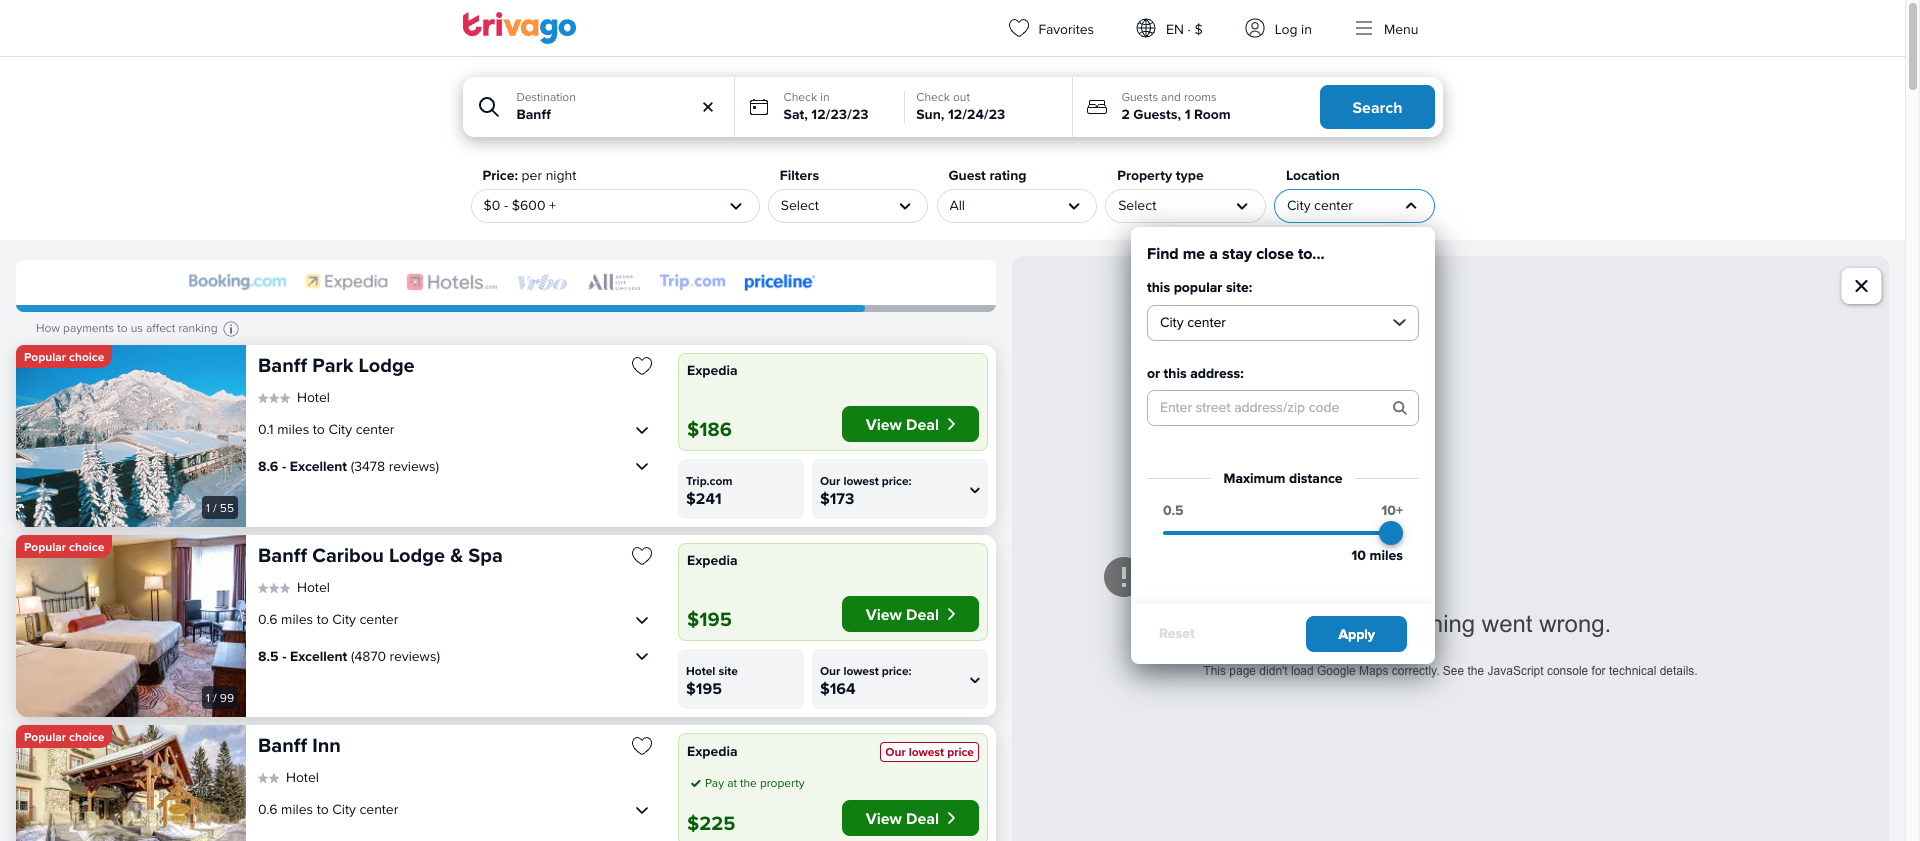 trivago
Favorites
EN · $
Log in
Menu
Destination
Banff
Check in
Sat, 12/23/23
Check out
Sun, 12/24/23
Guests and rooms
2 Guests, 1 Room
Search
Price: per night
$0 - $600 +
Filters
Select
Guest rating
All
Property type
Select
Location
City center
Find me a stay close to...
this popular site:
City center
or this address:
Enter street address/zip code
Maximum distance
0.5
10+
10 miles
Reset
Apply
Booking.com
Expedia
Hotels.com
Vrbo
ALL
Trip.com
priceline
How payments to us affect ranking
Popular choice
1 / 55
Banff Park Lodge
Hotel
0.1 miles to City center
8.6 - Excellent (3478 reviews)
Expedia
$186
View Deal
Trip.com
$241
Our lowest price:
$173
Popular choice
1 / 99
Banff Caribou Lodge & Spa
Hotel
0.6 miles to City center
8.5 - Excellent (4870 reviews)
Expedia
$195
View Deal
Hotel site
$195
Our lowest price:
$164
Popular choice
Banff Inn
Hotel
0.6 miles to City center
Expedia
Our lowest price
Pay at the property
$225
View Deal
hing went wrong.
This page didn't load Google Maps correctly. See the JavaScript console for technical details.